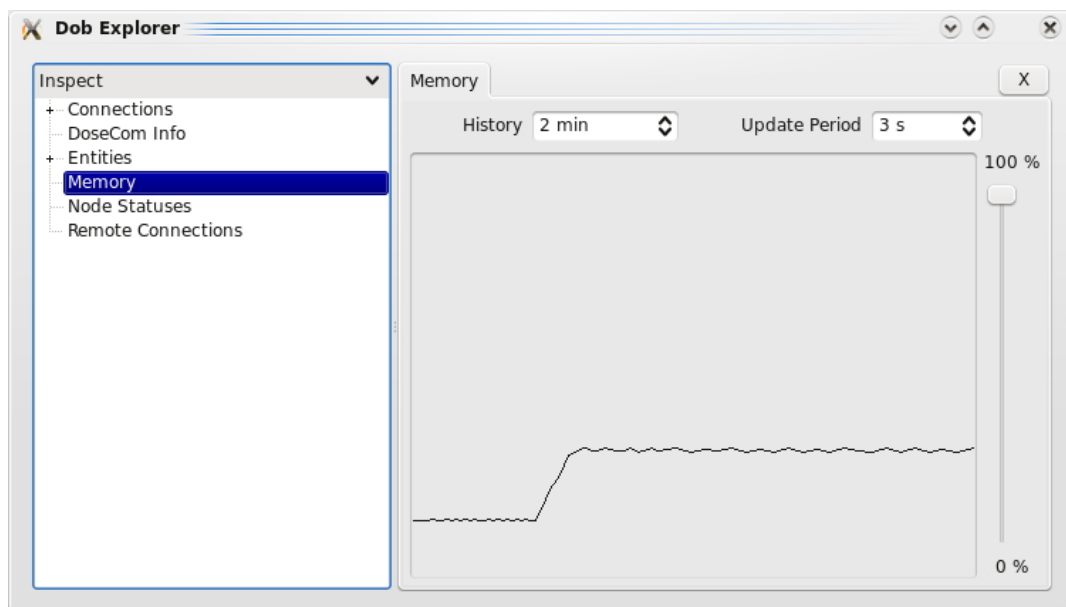 Dob Explorer
Inspect
Connections
DoseCom Info
Entities
Memory
Node Statuses
Remote Connections
Memory
X
History 2 min Update Period 3 s
100 %
0 %